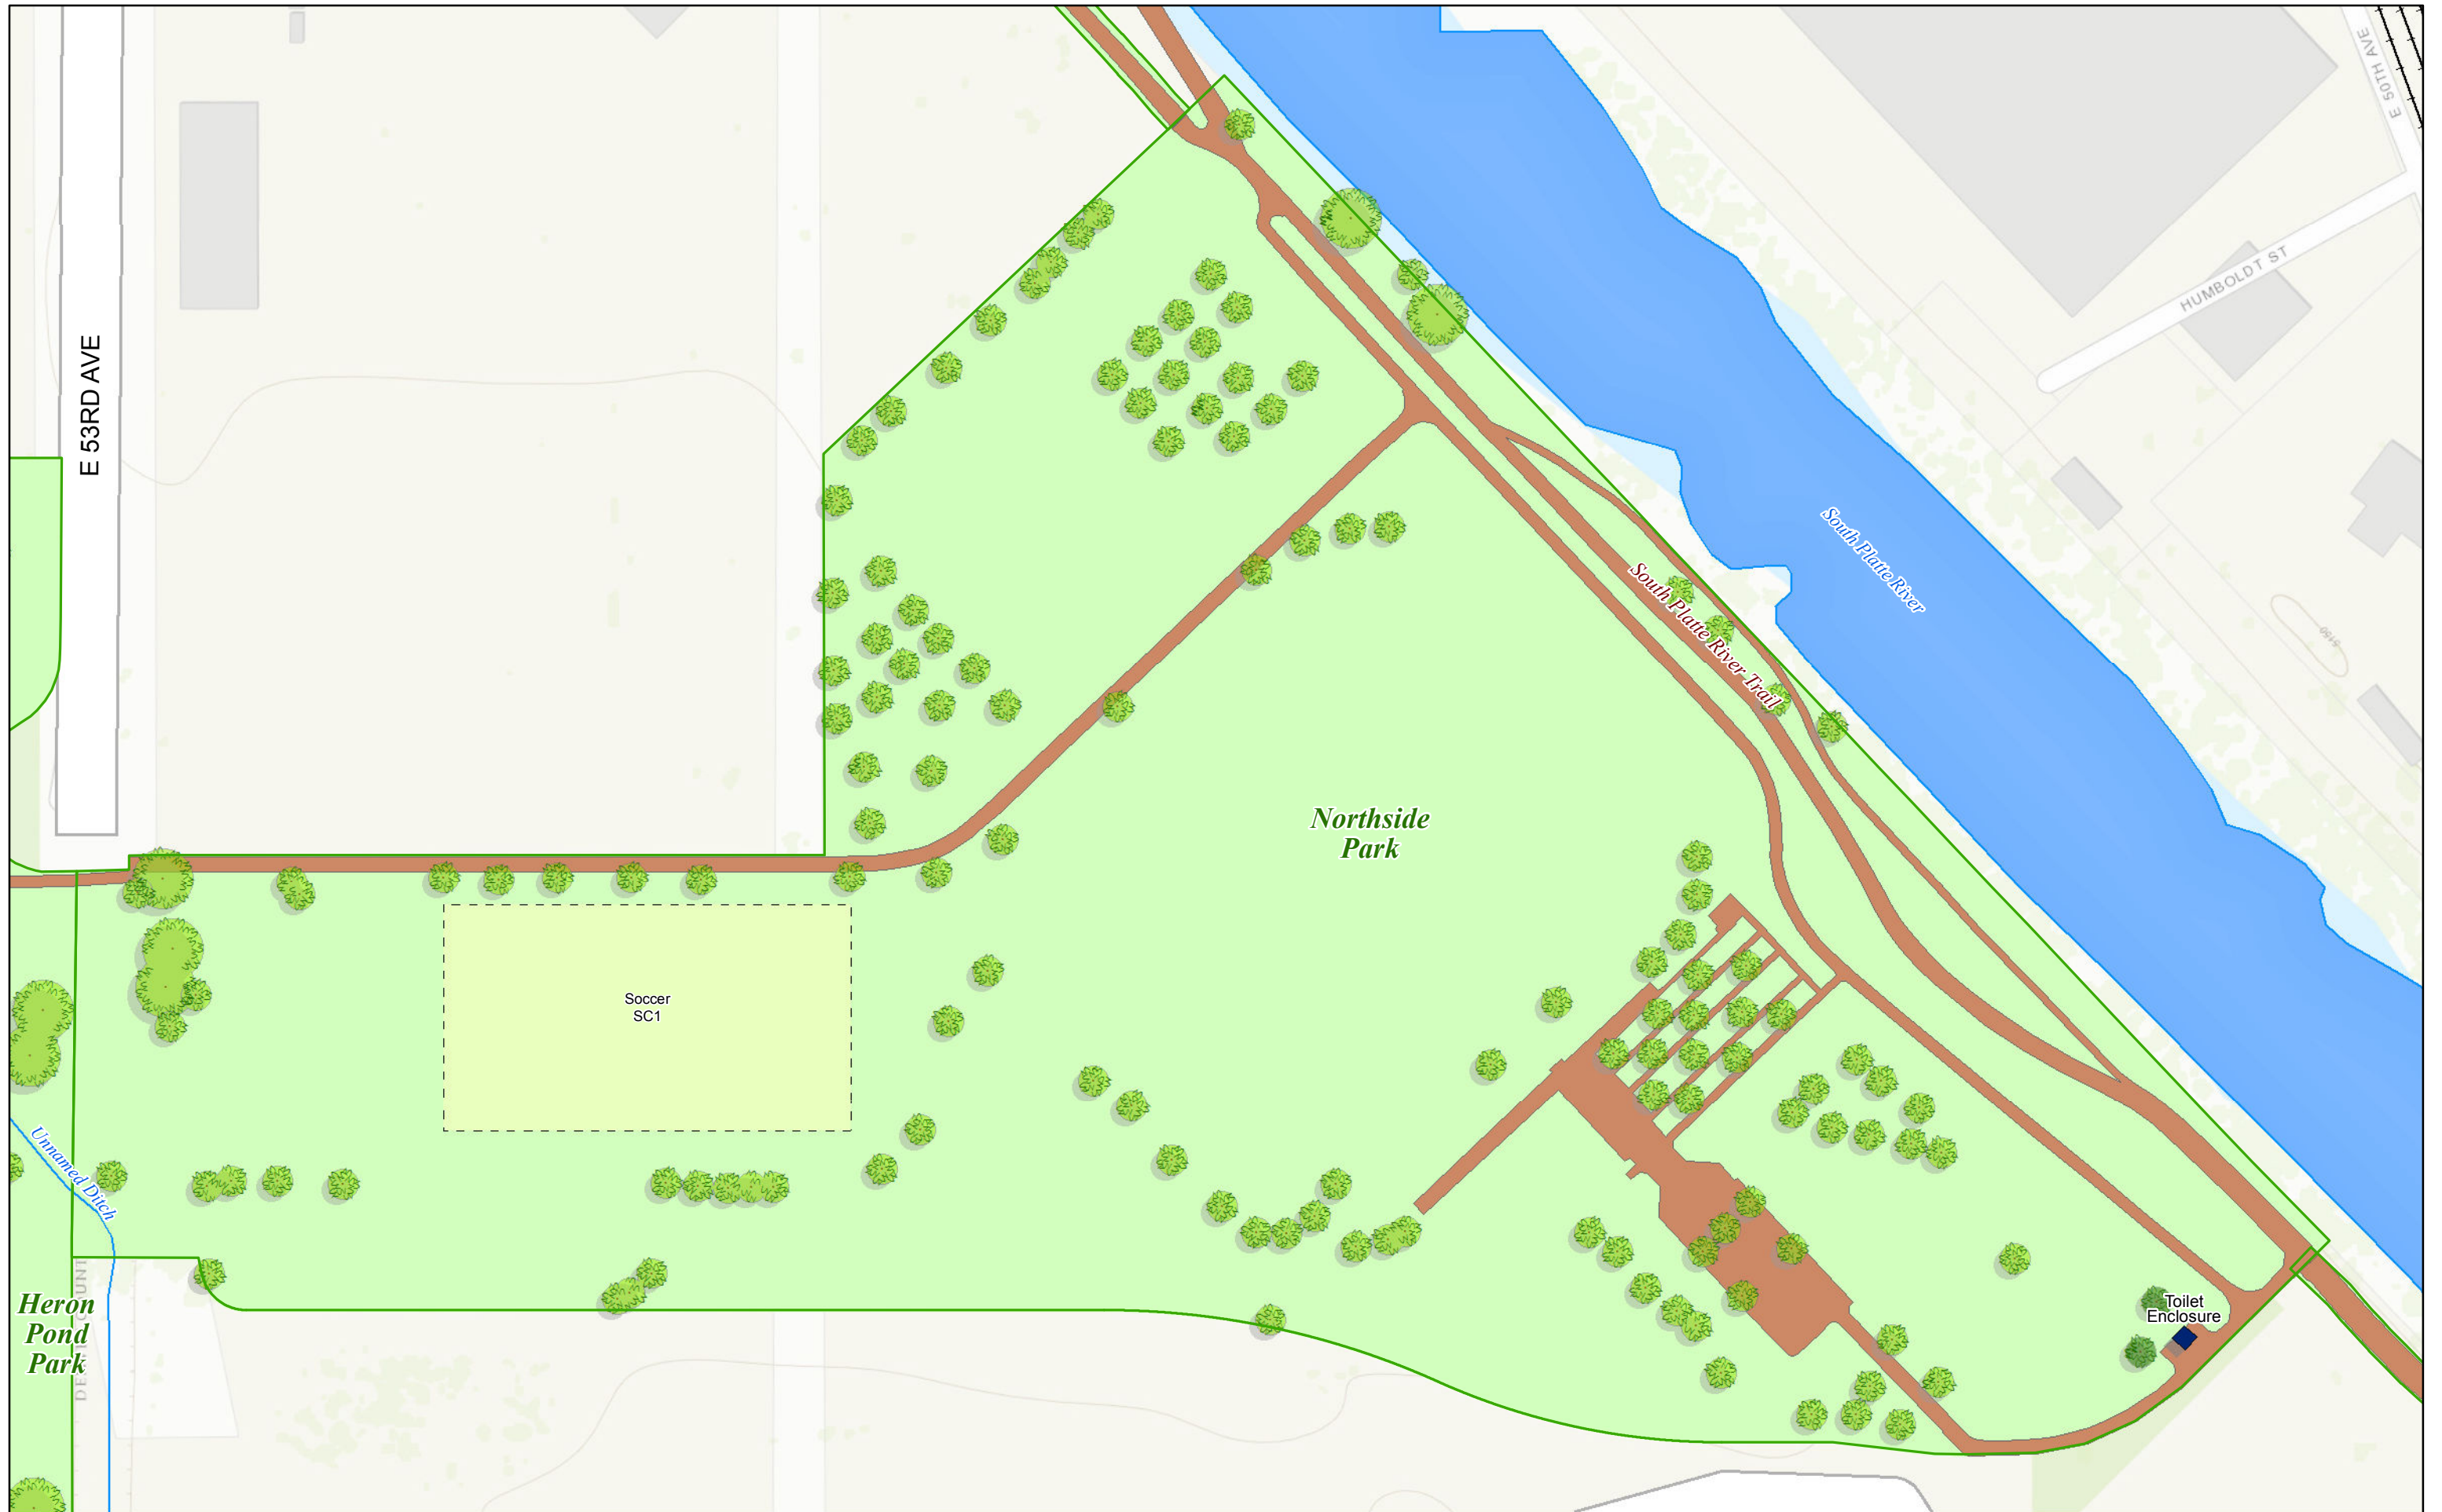 E 50TH AVE
HUMBOLDT ST
E 53RD AVE
South Platte River
South Platte River Trail
5150
Northside
Park
Soccer
SC1
Unnamed Ditch
Heron
Pond
Park
Toilet
Enclosure